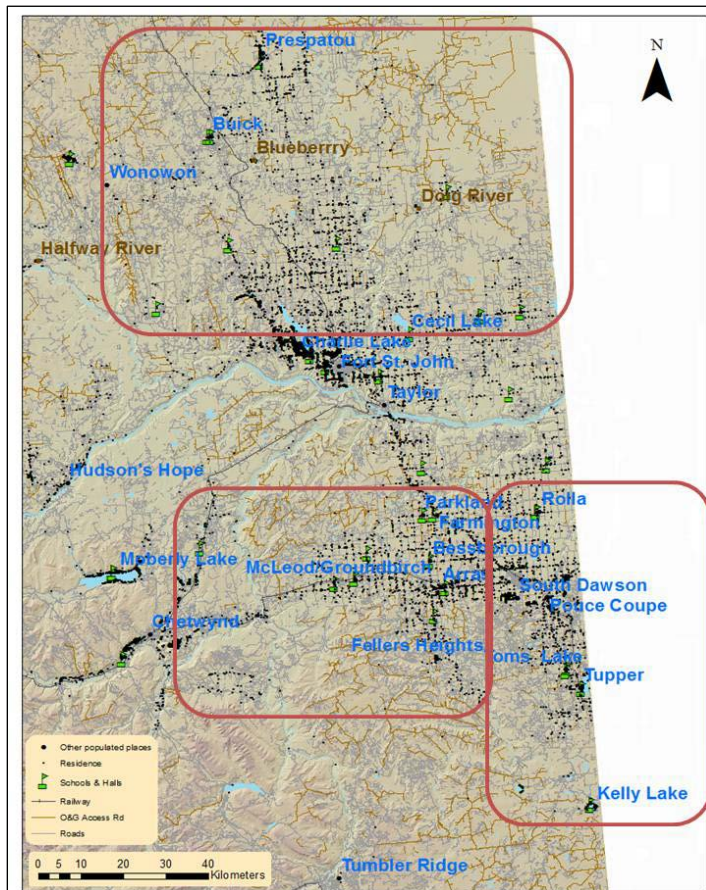 N
Prespatou
Buick
Blueberrry
Wonowon
Doig River
Halfway River
Cecil Lake
Charlie Lake
Fort St. John
Taylor
Hudson's Hope
Parkland
Rolla
Farmington
Bessborough
Moberly Lake
McLeod/Groundbirch
Arras
South Dawson
Pouce Coupe
Chetwynd
Fellers Heights
Toms Lake
Tupper
Kelly Lake
Tumbler Ridge
Other populated places
Residence
Schools & Halls
Railway
O&G Access Rd
Roads
0 5 10 20 30 40
Kilometers